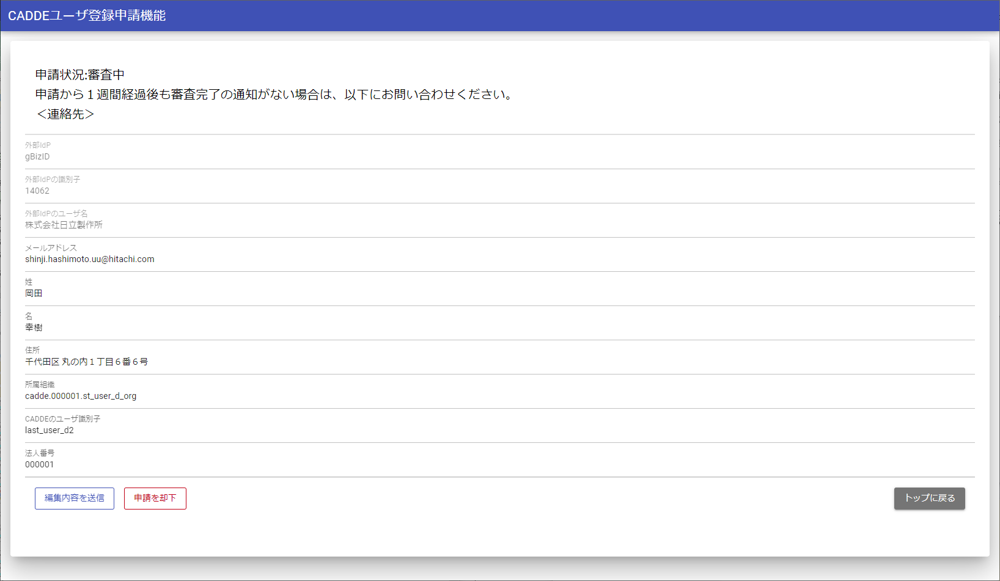 CADDEユーザ登録申請機能
申請状況:審査中
申請から１週間経過後も審査完了の通知がない場合は、以下にお問い合わせください。
＜連絡先＞
外部IdP
gBizID
外部IdPの識別子
14062
外部IdPのユーザ名
株式会社日立製作所
メールアドレス
shinji.hashimoto.uu@hitachi.com
姓
岡田
名
幸樹
住所
千代田区 丸の内１丁目６番６号
所属組織
cadde.000001.st_user_d_org
CADDEのユーザ識別子
last_user_d2
法人番号
000001
編集内容を送信 申請を却下 トップに戻る